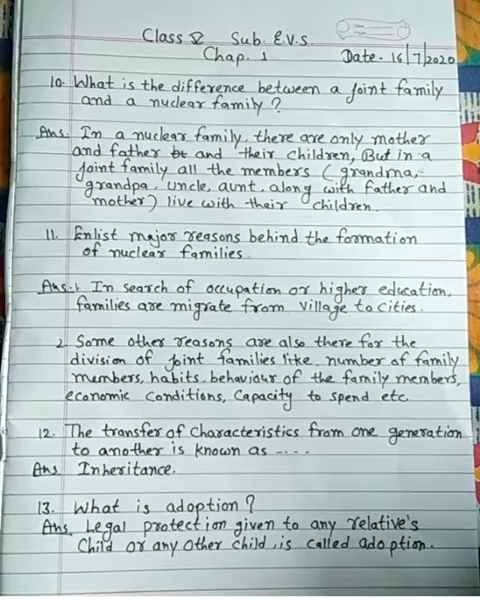 Class V Sub. E.V.S.
Chap. 1 Date. 16/7/2020
10. What is the difference between a joint family
and a nuclear family?
Ans. In a nuclear family, there are only mother
and father and their children, But in a
joint family all the members (grandma,
grandpa, uncle, aunt, along with father and
mother) live with their children.
11. Enlist major reasons behind the formation
of nuclear families.
Ans.1. In search of occupation or higher education,
families are migrate from village to cities.
2. Some other reasons are also there for the
division of joint families like, number of family
members, habits, behaviour of the family members,
economic conditions, Capacity to spend etc
12. The transfer of Characteristics from one generation
to another is known as ....
Ans. Inheritance.
13. What is adoption?
Ans. Legal protection given to any relative's
Child or any other child, is called adoption.